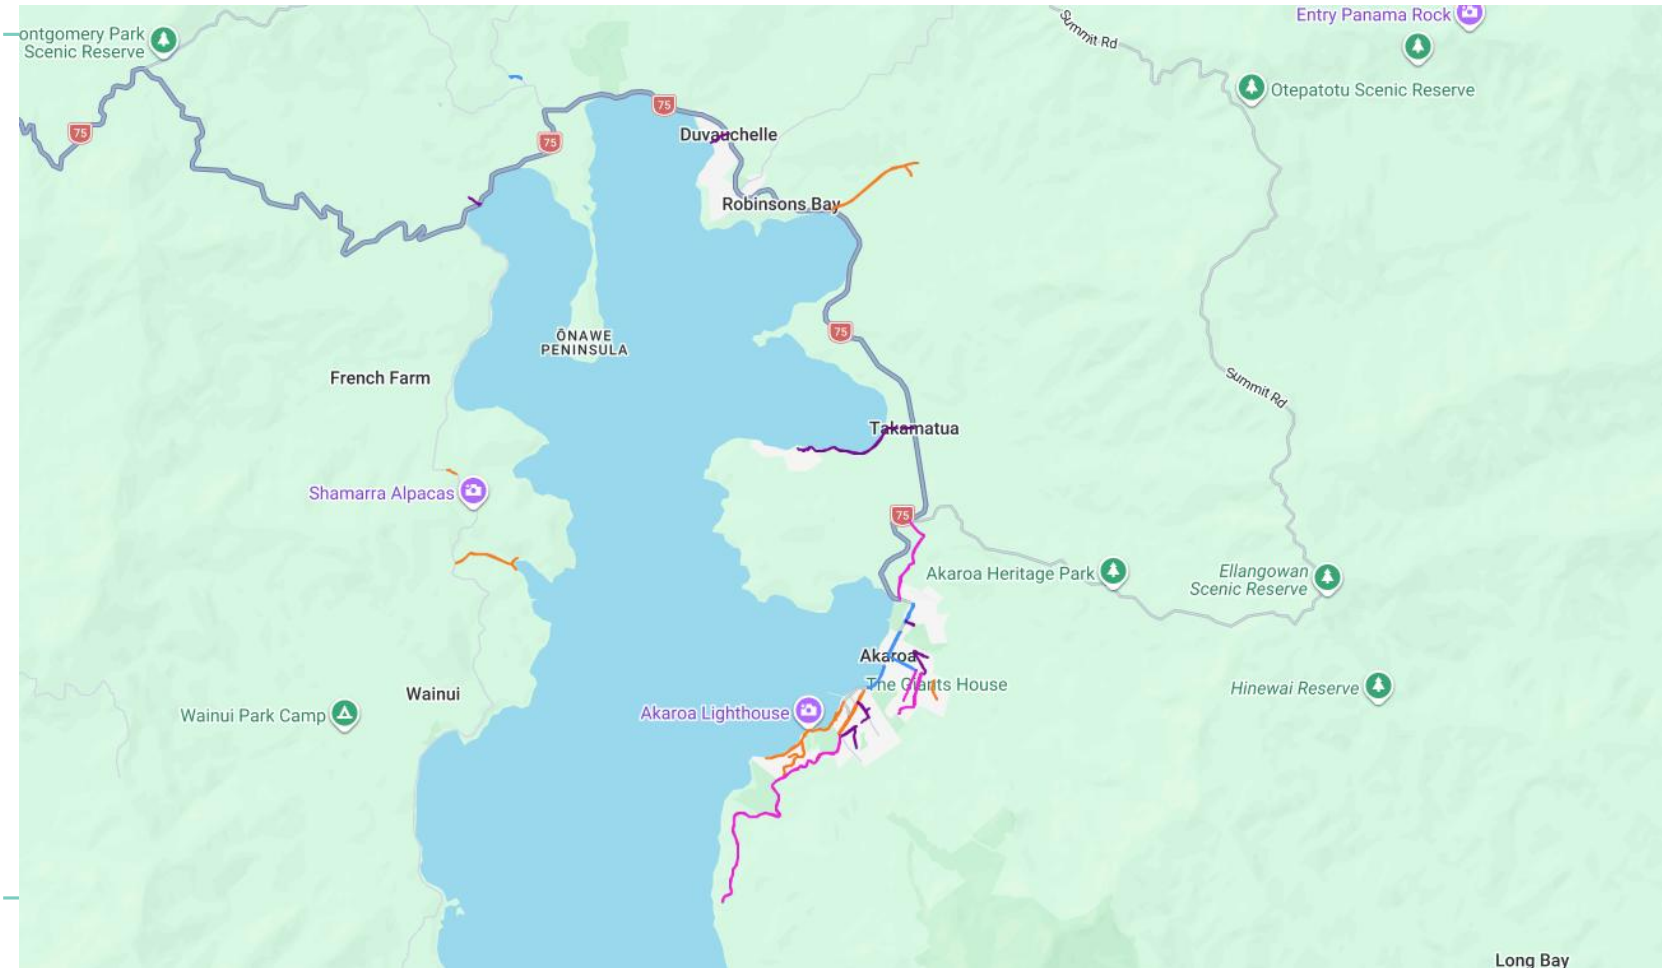 ontgomery Park
Scenic Reserve
Summit Rd
Entry Panama Rock
Otepatotu Scenic Reserve
75
75
75
Duvauchelle
Robinsons Bay
ŌNAWE
PENINSULA
75
French Farm
Summit Rd
Takamatua
Shamarra Alpacas
75
Akaroa Heritage Park
Ellangowan
Scenic Reserve
Akaroa
The Giants House
Hinewai Reserve
Wainui
Wainui Park Camp
Akaroa Lighthouse
Long Bay